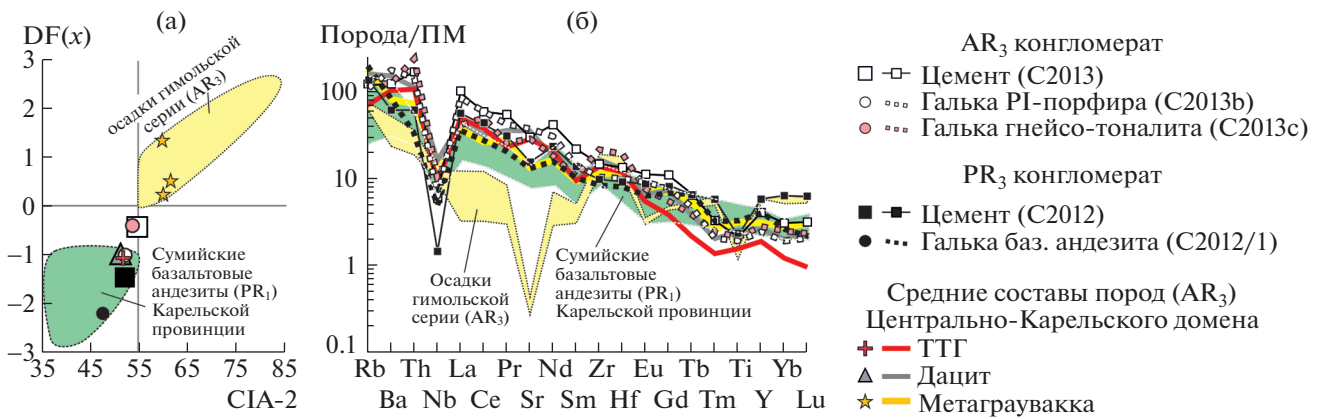 (а)
DF(x)
3
2
1
0
−1
−2
−3
35 45 55 65 75 85
CIA-2
осадки гимольской
серии (AR3)
Сумийские
базальтовые
андезиты (PR1)
Карельской
провинции
(б)
Порода/ПМ
100
10
1
0.1
Осадки
гимольской
серии (AR3)
Сумийские
базальтовые
андезиты (PR1)
Карельской провинции
Rb Th La Pr Nd Zr Eu Tb Ti Yb
Ba Nb Ce Sr Sm Hf Gd Tm Y Lu
AR3 конгломерат
Цемент (C2013)
Галька PI-порфира (C2013b)
Галька гнейсо-тоналита (C2013c)
PR3 конгломерат
Цемент (C2012)
Галька баз. андезита (C2012/1)
Средние составы пород (AR3)
Центрально-Карельского домена
ТТГ
Дацит
Метаграувакка